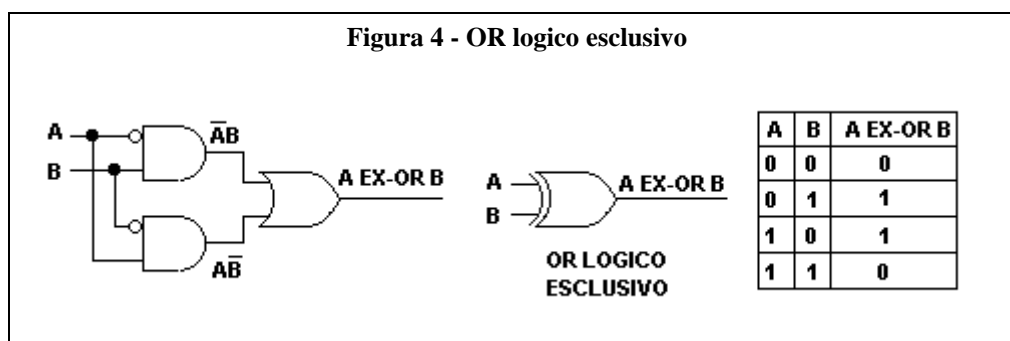 Figura 4 - OR logico esclusivo
A
B
A̅B
AB̅
A EX-OR B
A
B
A EX-OR B
OR LOGICO
ESCLUSIVO
A B A EX-OR B
0 0 0
0 1 1
1 0 1
1 1 0